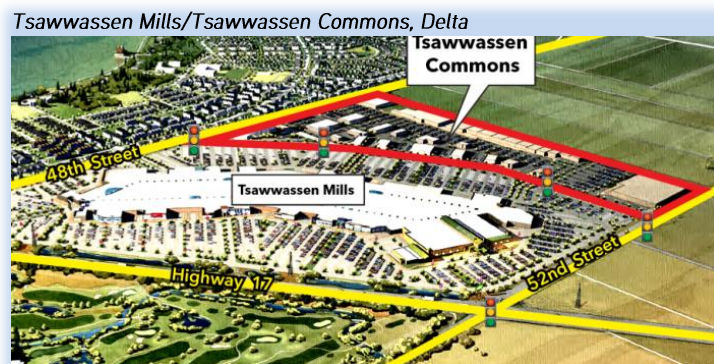 Tsawwassen Mills/Tsawwassen Commons, Delta
Tsawwassen
Commons
48th Street
Tsawwassen Mills
52nd Street
Highway 17